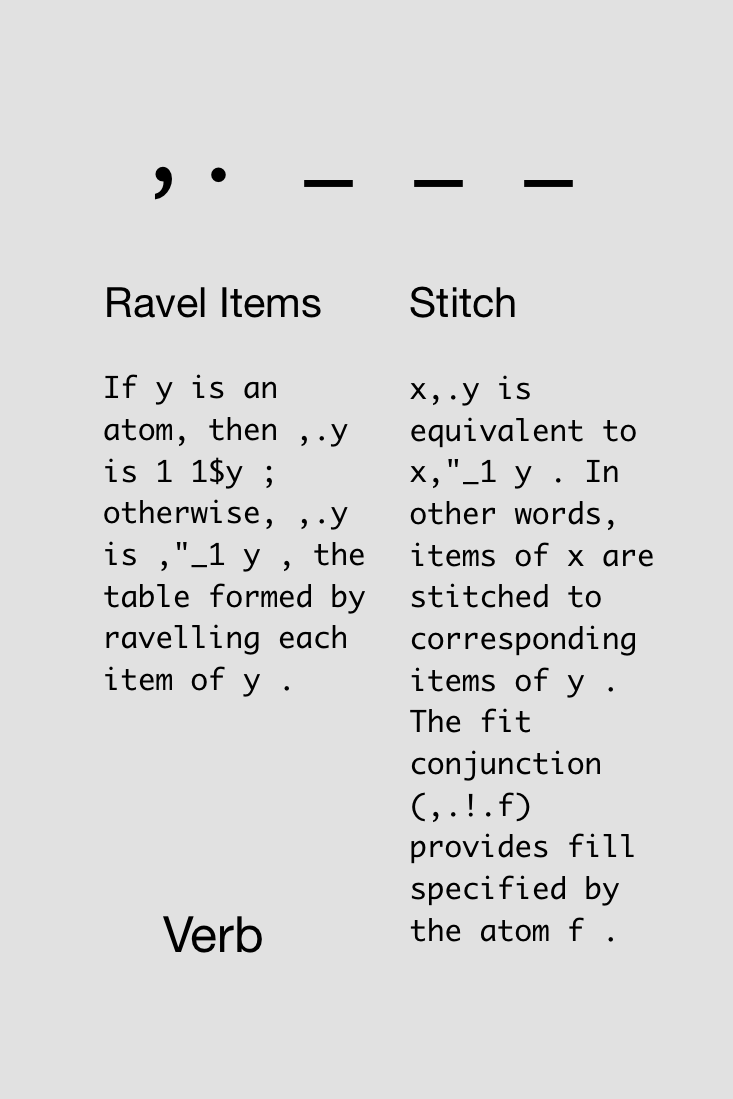 ,. _ _ _
Ravel Items
If y is an
atom, then ,.y
is 1 1$y ;
otherwise, ,.y
is ,"_1 y , the
table formed by
ravelling each
item of y .
Stitch
x,.y is
equivalent to
x,"_1 y . In
other words,
items of x are
stitched to
corresponding
items of y .
The fit
conjunction
(,.!.f)
provides fill
specified by
the atom f .
Verb